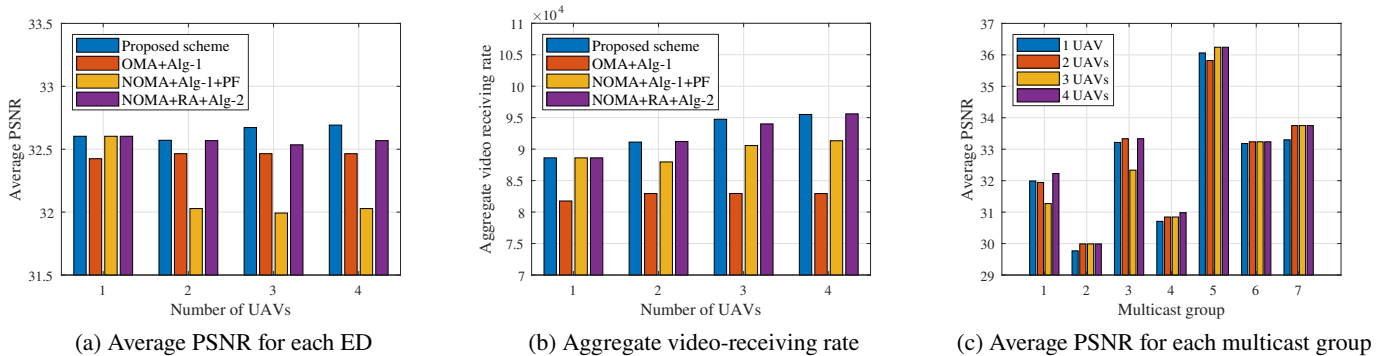 33.5
33
32.5
32
31.5
Average PSNR
Proposed scheme
OMA+Alg-1
NOMA+Alg-1+PF
NOMA+RA+Alg-2
1 2 3 4
Number of UAVs
(a) Average PSNR for each ED
×10⁴
11
10.5
10
9.5
9
8.5
8
7.5
7
Aggregate video receiving rate
Proposed scheme
OMA+Alg-1
NOMA+Alg-1+PF
NOMA+RA+Alg-2
1 2 3 4
Number of UAVs
(b) Aggregate video-receiving rate
37
36
35
34
33
32
31
30
29
Average PSNR
1 UAV
2 UAVs
3 UAVs
4 UAVs
1 2 3 4 5 6 7
Multicast group
(c) Average PSNR for each multicast group